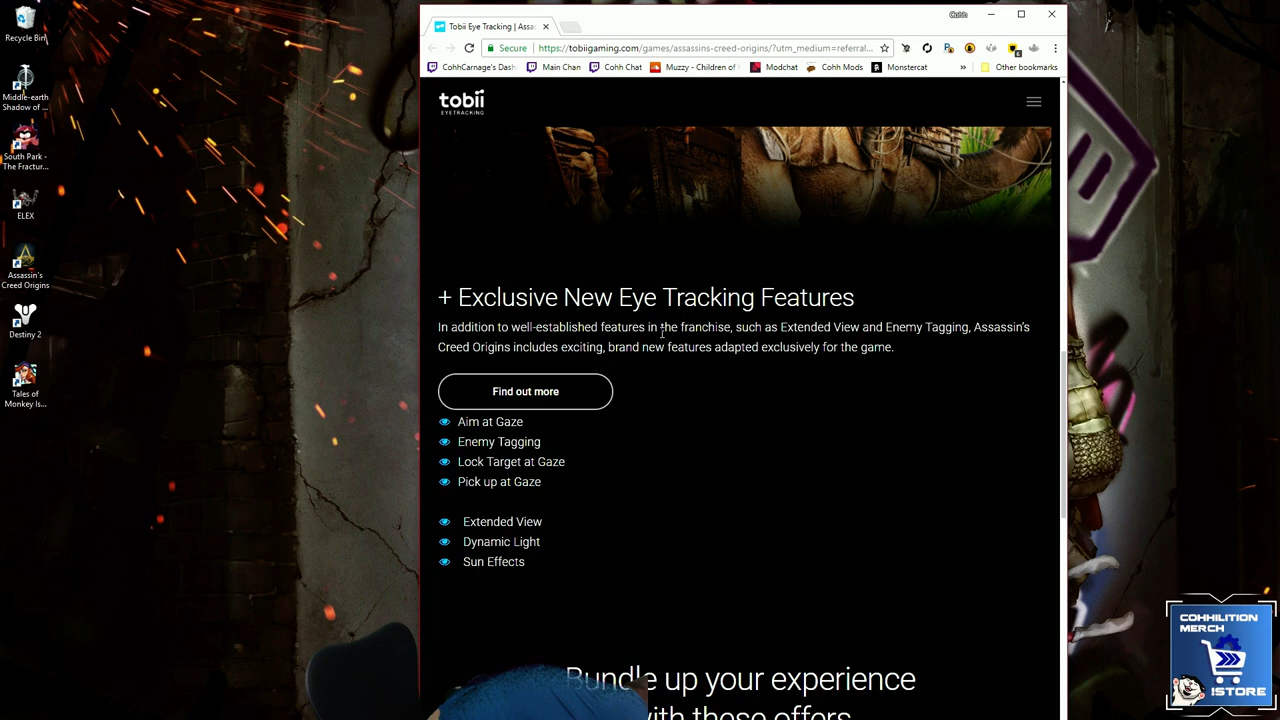 Recycle Bin
Middle-earth
Shadow of ...
South Park -
The Fractur...
ELEX
Assassin's
Creed Origins
Destiny 2
Tales of
Monkey Is...
Tobii Eye Tracking | Assa
Cohh
Secure
https://tobiigaming.com/games/assassins-creed-origins/?utm_medium=referral...
CohhCarnage's Dash
Main Chan
Cohh Chat
Muzzy - Children of
Modchat
Cohh Mods
Monstercat
»
Other bookmarks
tobii
EYETRACKING
+ Exclusive New Eye Tracking Features
In addition to well-established features in the franchise, such as Extended View and Enemy Tagging, Assassin's
Creed Origins includes exciting, brand new features adapted exclusively for the game.
Find out more
Aim at Gaze
Enemy Tagging
Lock Target at Gaze
Pick up at Gaze
Extended View
Dynamic Light
Sun Effects
Bundle up your experience
with these offers
COHHILITION
MERCH
STORE